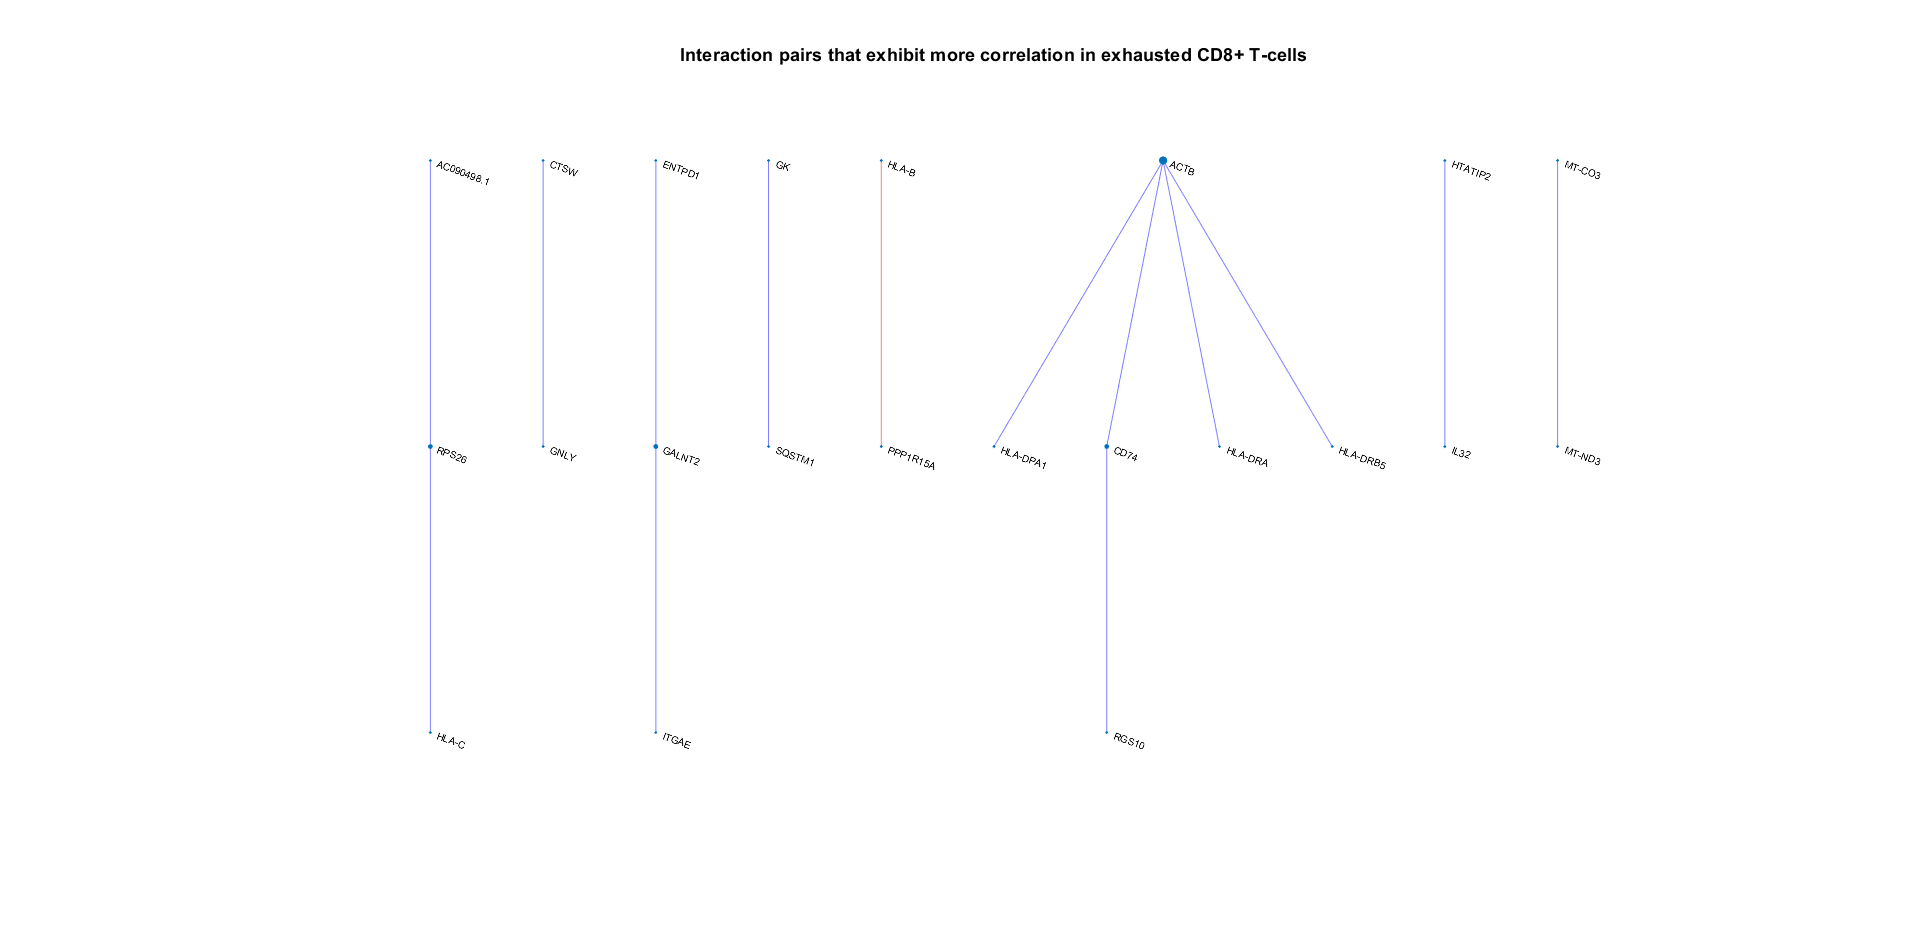 Interaction pairs that exhibit more correlation in exhausted CD8+ T-cells
AC090498.1
CTSW
ENTPD1
GK
HLA-B
ACTB
HTATIP2
MT-CO3
RPS26
GNLY
GALNT2
SQSTM1
PPP1R15A
HLA-DPA1
CD74
HLA-DRA
HLA-DRB5
IL32
MT-ND3
HLA-C
ITGAE
RGS10